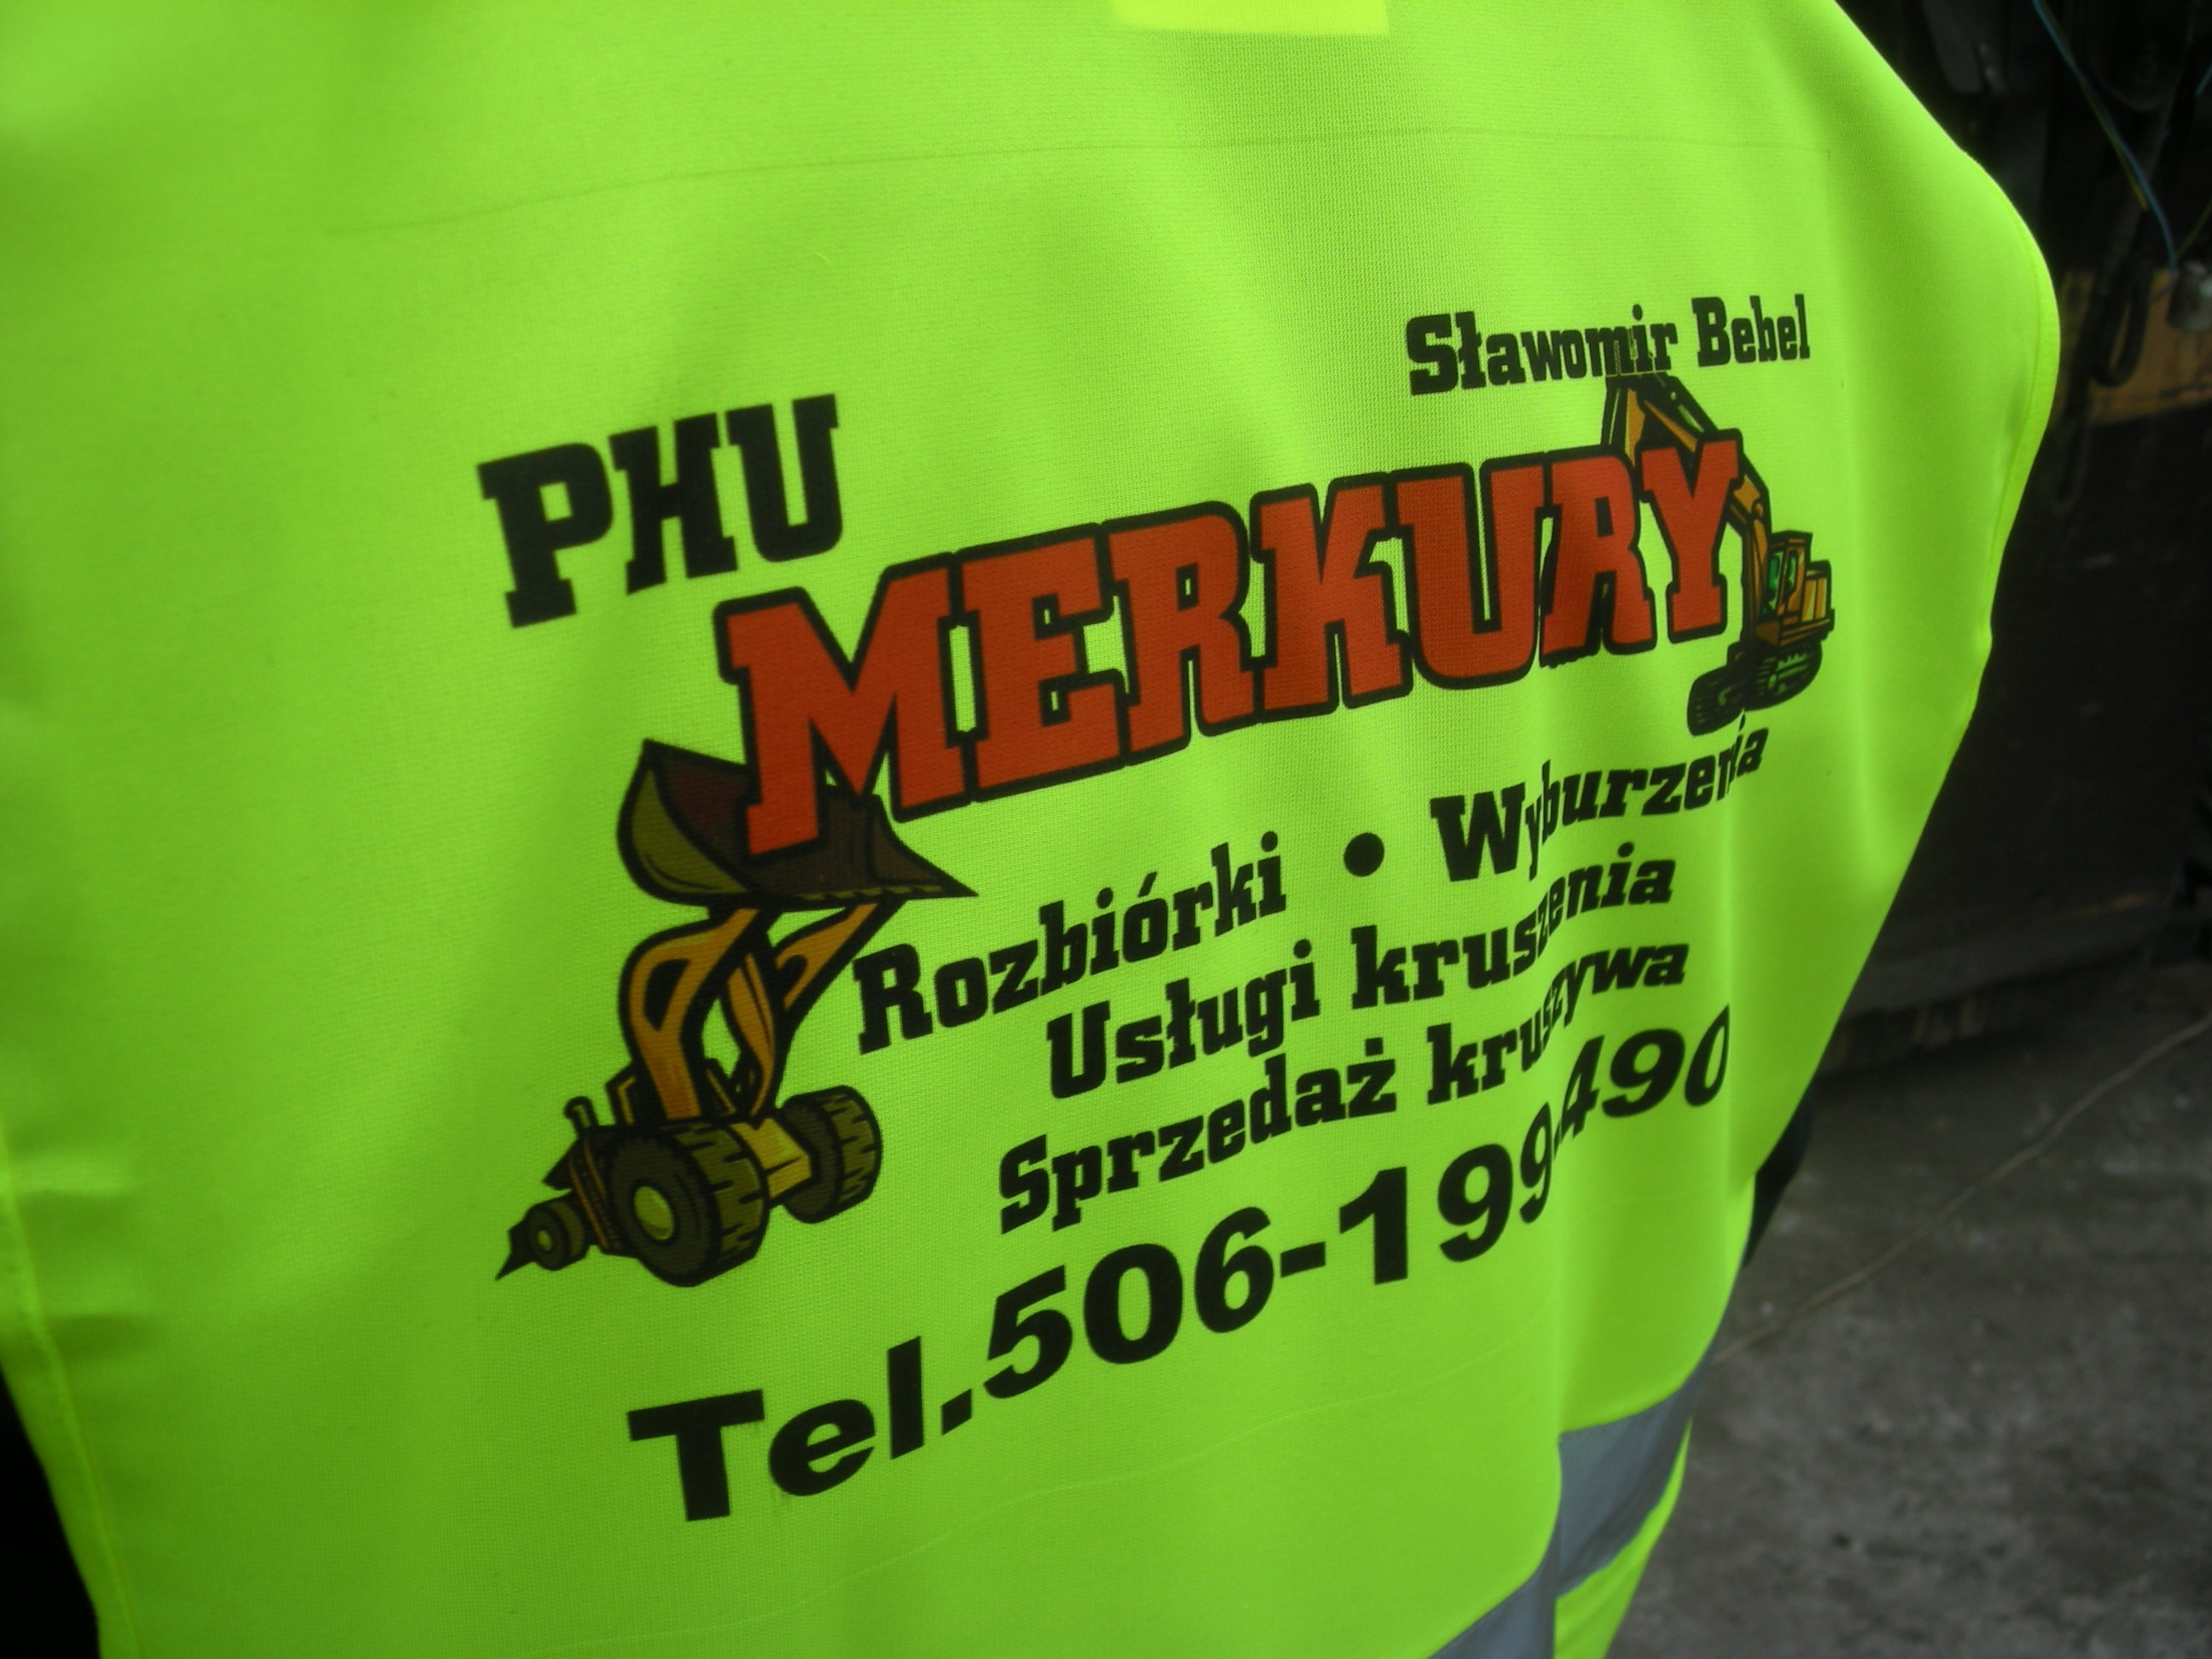 Sławomir Bebel
PHU
MERKURY
Rozbiórki • Wyburzenia
Usługi kruszenia
Sprzedaż kruszywa
Tel.506-199-490